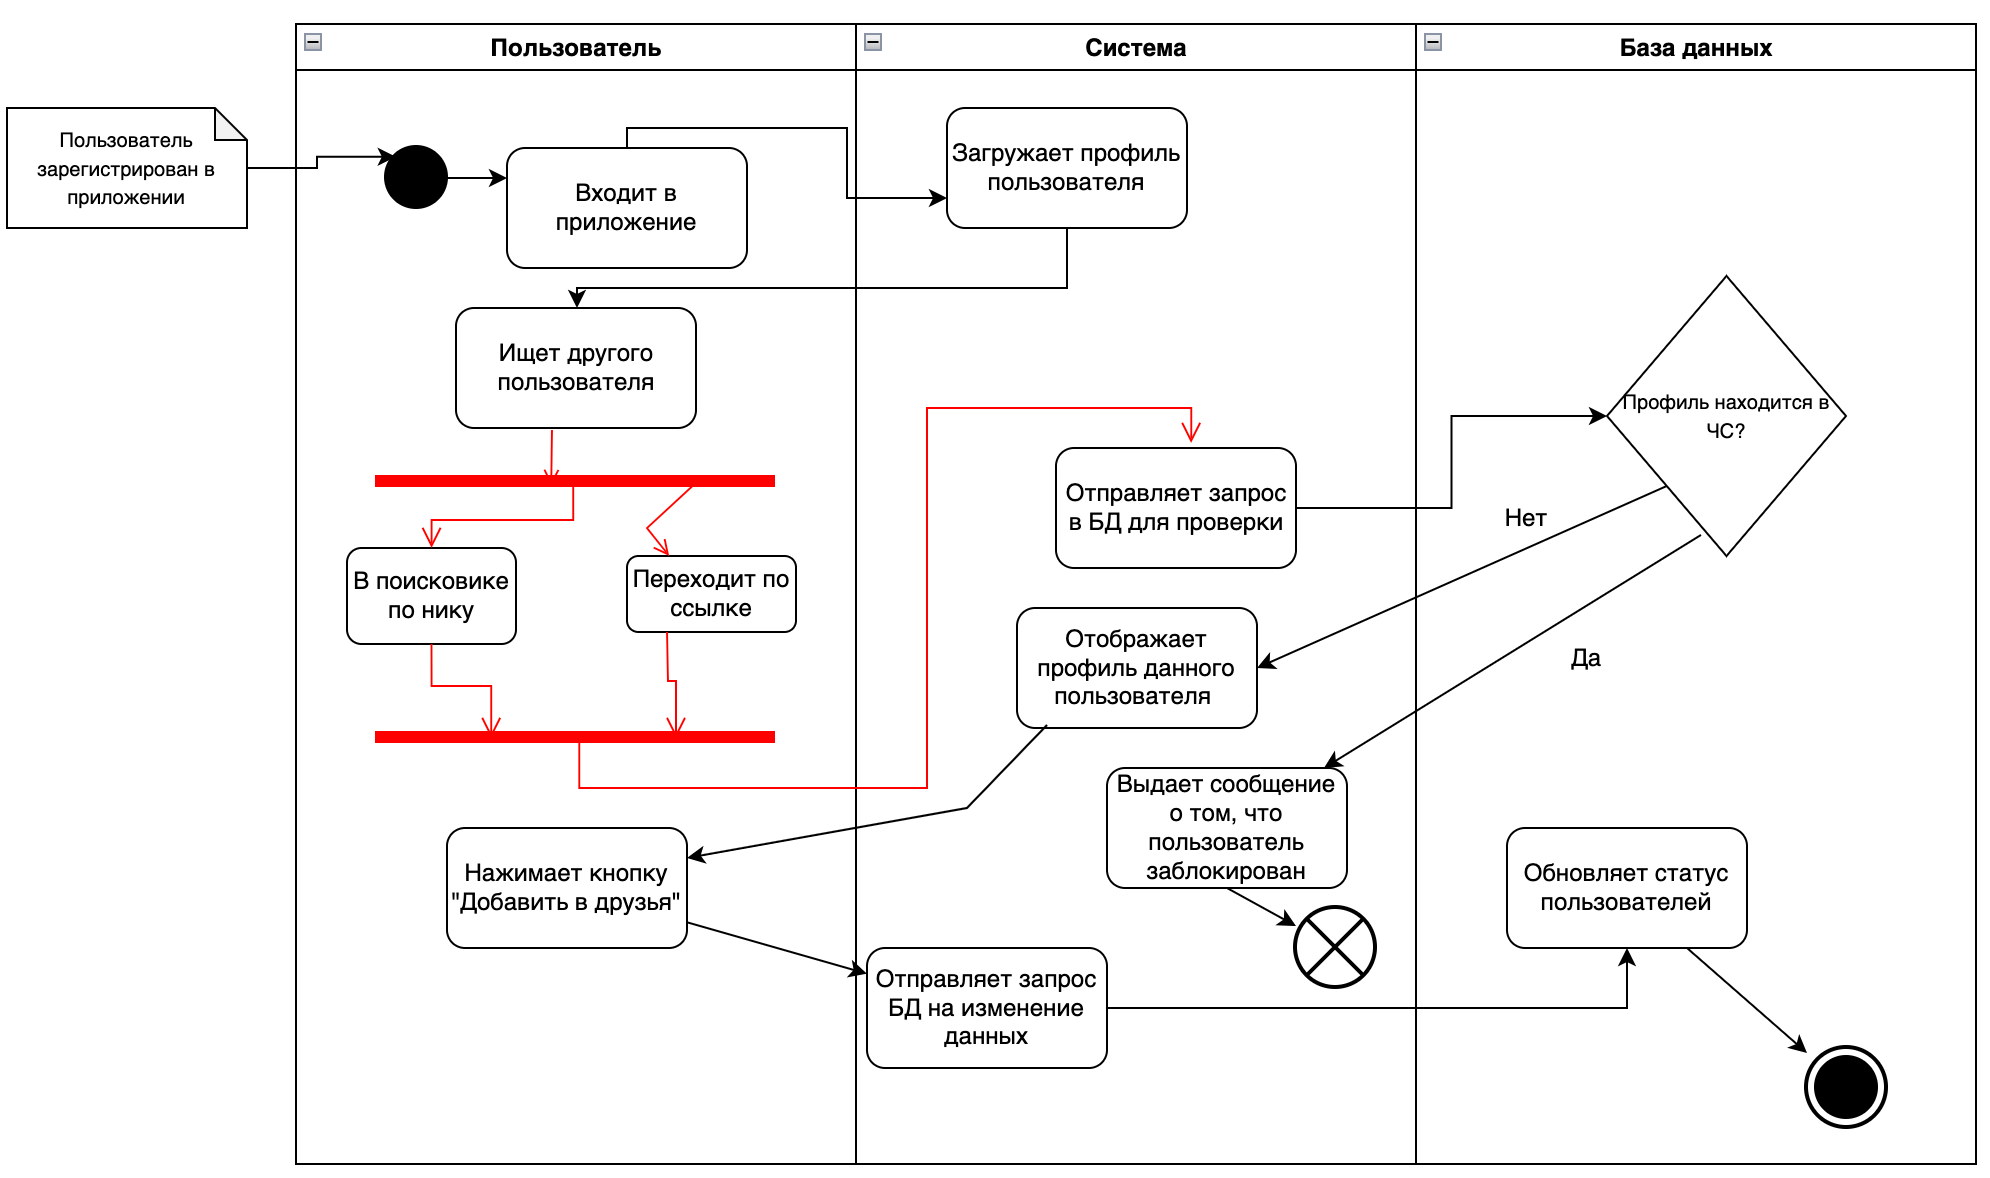 Пользователь
Система
База данных
Пользователь
зарегистрирован в
приложении
Входит в
приложение
Загружает профиль
пользователя
Ищет другого
пользователя
Профиль находится в
ЧС?
Отправляет запрос
в БД для проверки
Нет
В поисковике
по нику
Переходит по
ссылке
Отображает
профиль данного
пользователя
Да
Выдает сообщение
о том, что
пользователь
заблокирован
Нажимает кнопку
"Добавить в друзья"
Обновляет статус
пользователей
Отправляет запрос
БД на изменение
данных